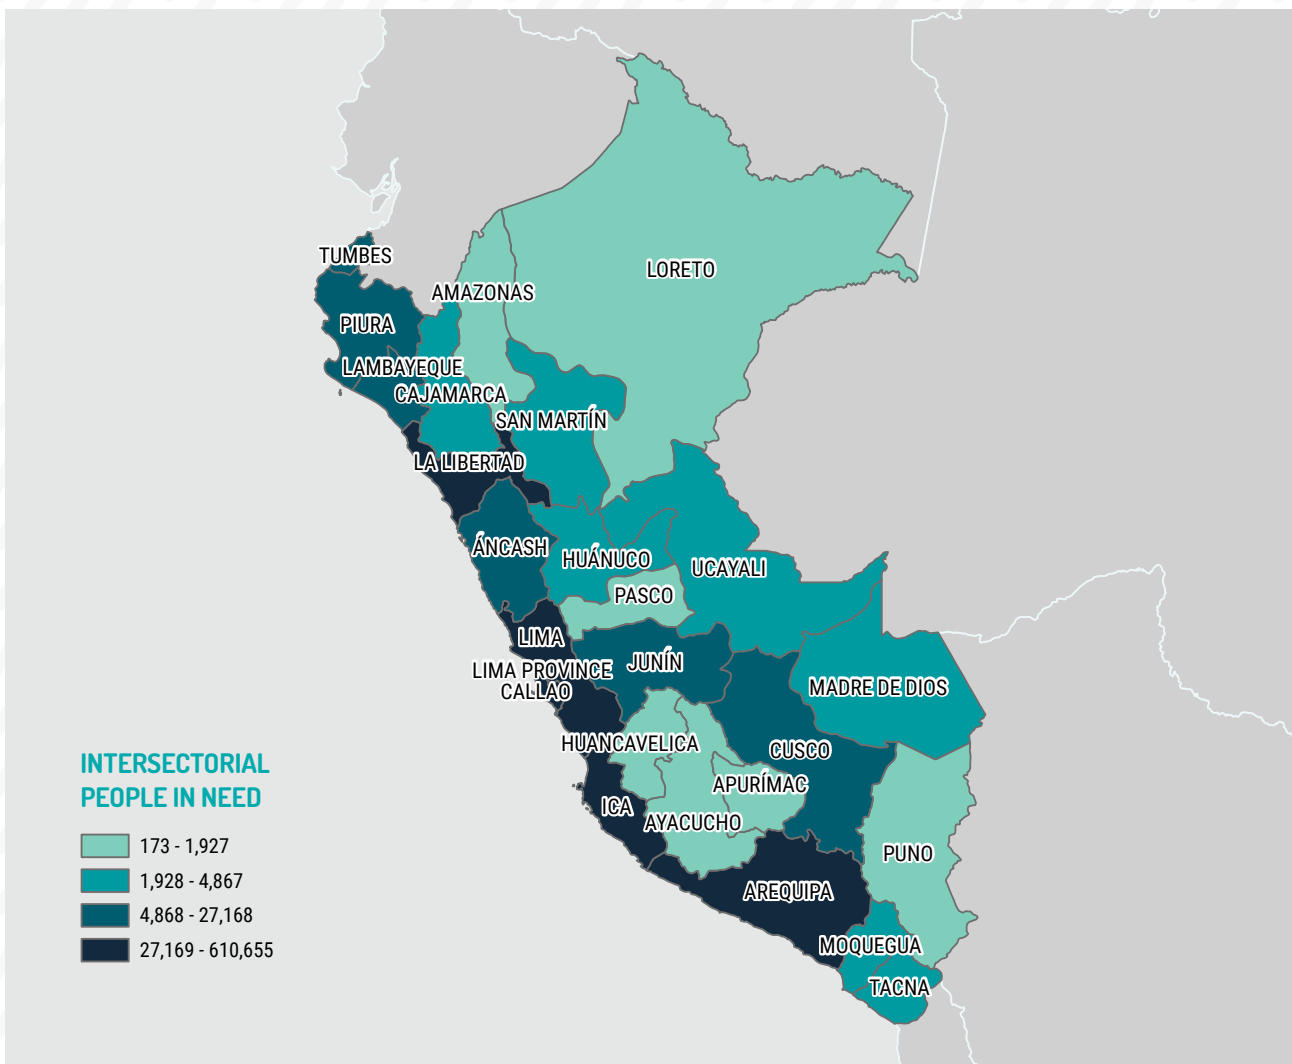 LORETO
TUMBES
AMAZONAS
PIURA
LAMBAYEQUE
CAJAMARCA
SAN MARTÍN
LA LIBERTAD
ÁNCASH
HUÁNUCO
UCAYALI
PASCO
LIMA
JUNÍN
LIMA PROVINCE
CALLAO
MADRE DE DIOS
HUANCAVELICA
CUSCO
APURÍMAC
ICA
AYACUCHO
PUNO
AREQUIPA
MOQUEGUA
TACNA
INTERSECTORIAL
PEOPLE IN NEED
173 - 1,927
1,928 - 4,867
4,868 - 27,168
27,169 - 610,655